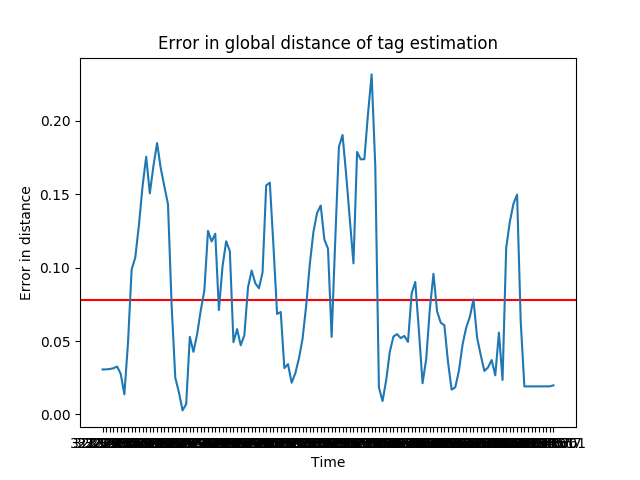 Error in global distance of tag estimation
Error in distance
0.20
0.15
0.10
0.05
0.00
Time